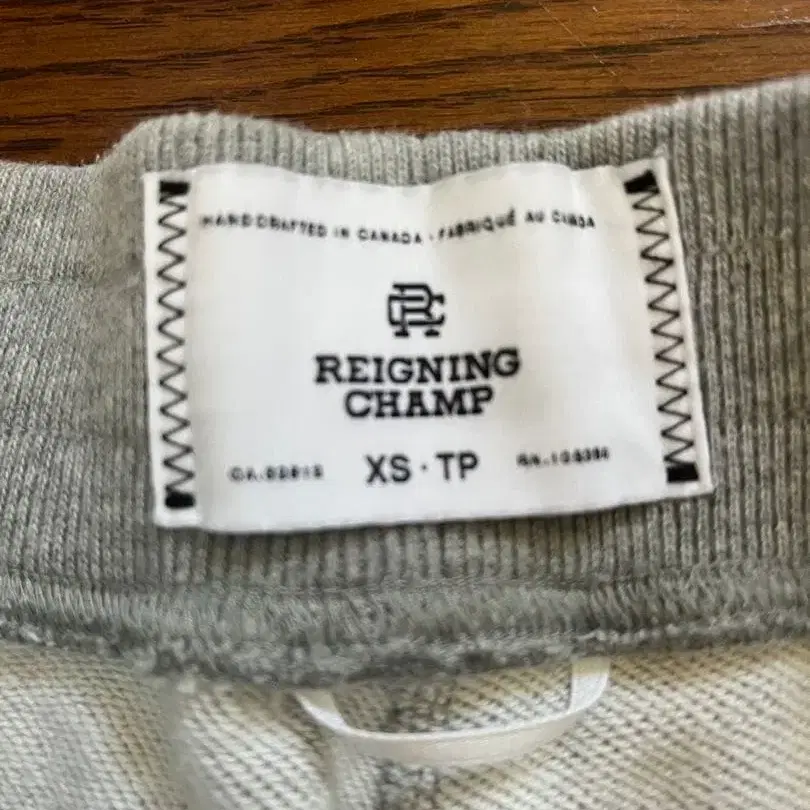 HANDCRAFTED IN CANADA · FABRIQUÉ AU CANADA
RC
REIGNING
CHAMP
XS · TP